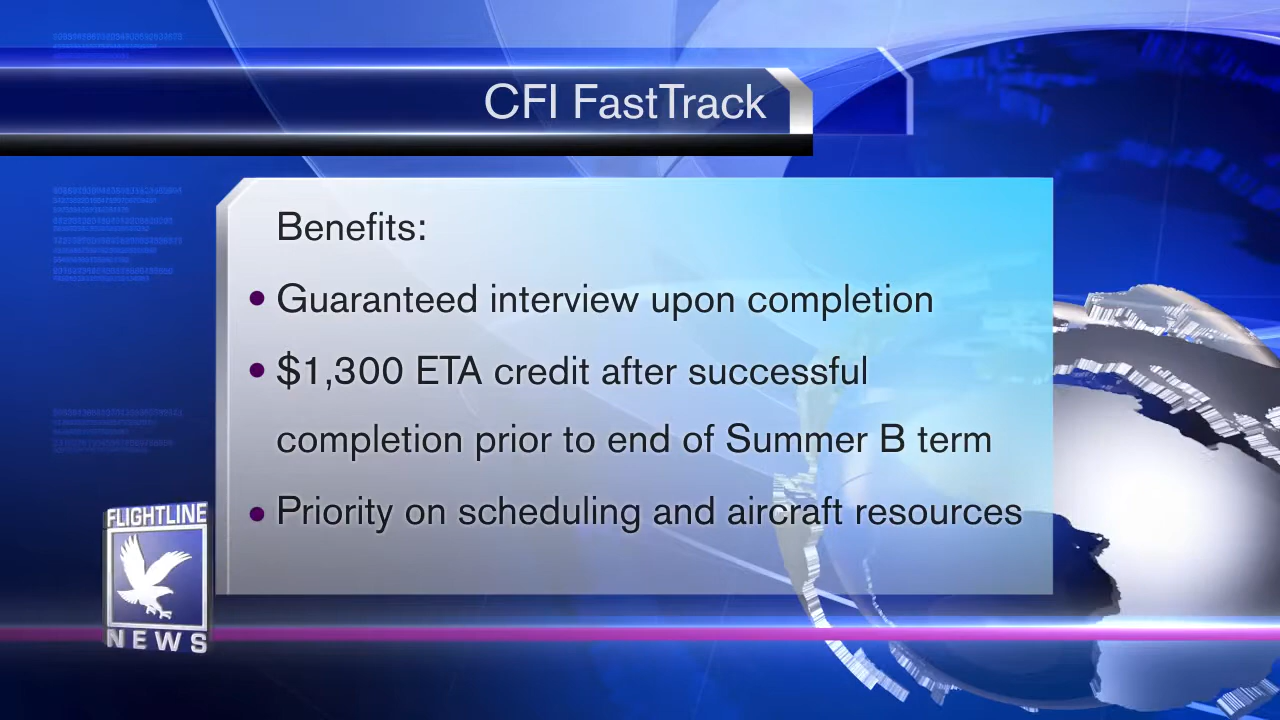 CFI FastTrack
Benefits:
• Guaranteed interview upon completion
• $1,300 ETA credit after successful
completion prior to end of Summer B term
• Priority on scheduling and aircraft resources
FLIGHTLINE
NEWS